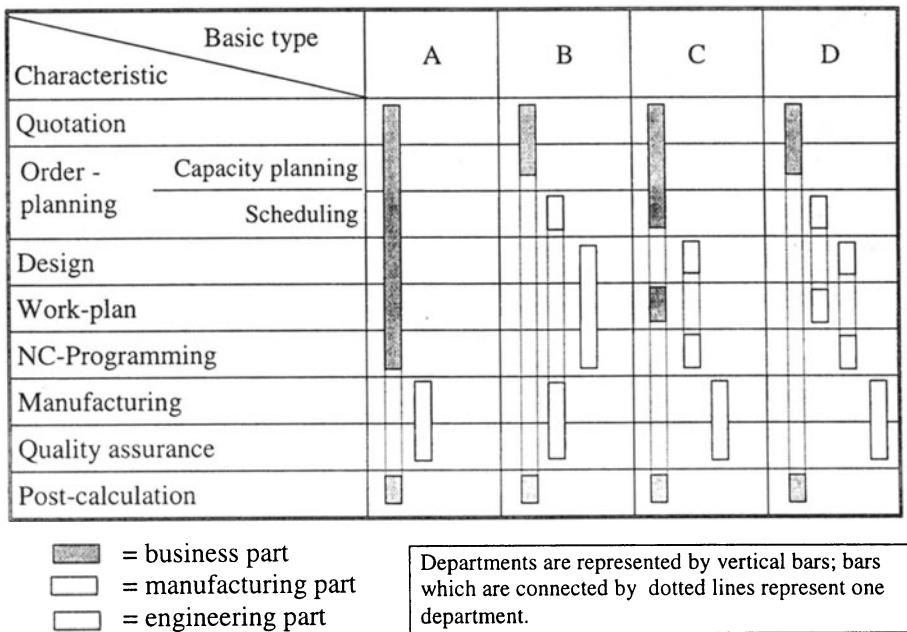 Basic type
Characteristic
A B C D
Quotation
Order - planning
Capacity planning
Scheduling
Design
Work-plan
NC-Programming
Manufacturing
Quality assurance
Post-calculation
= business part
= manufacturing part
= engineering part
Departments are represented by vertical bars; bars
which are connected by dotted lines represent one
department.